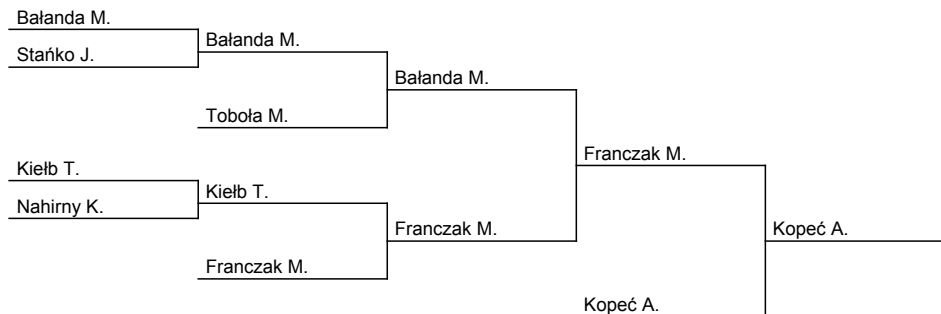 Bałanda M.
Stańko J.
Bałanda M.
Toboła M.
Bałanda M.
Kiełb T.
Nahirny K.
Kiełb T.
Franczak M.
Franczak M.
Franczak M.
Kopeć A.
Kopeć A.